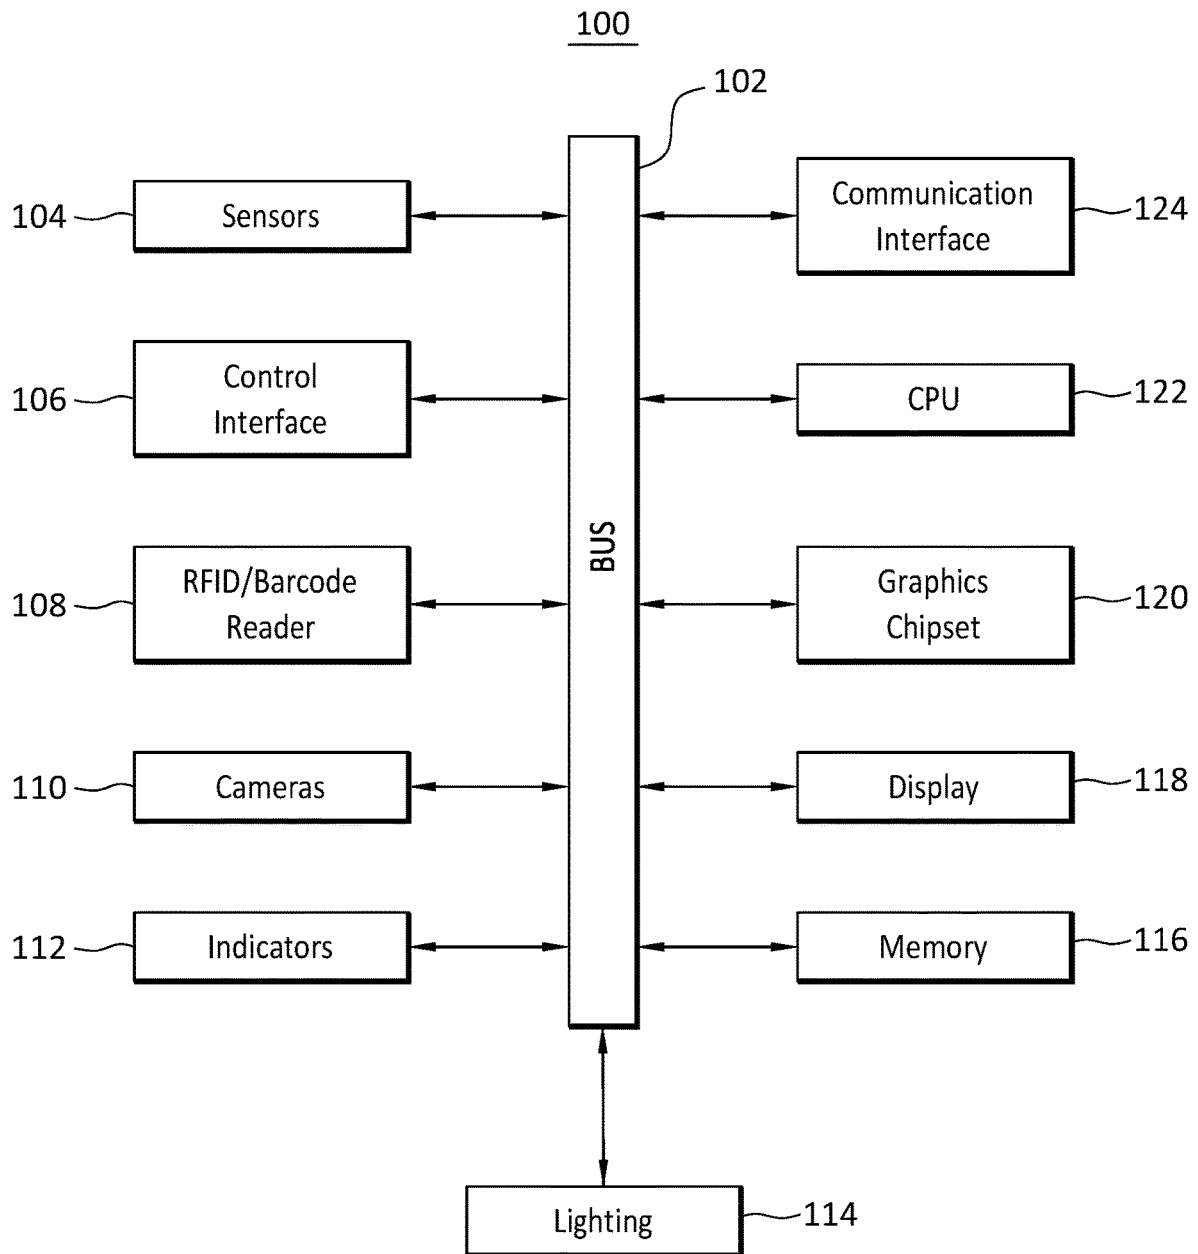 100
102
104
Sensors
Communication
Interface
124
106
Control
Interface
CPU
122
BUS
108
RFID/Barcode
Reader
Graphics
Chipset
120
110
Cameras
Display
118
112
Indicators
Memory
116
Lighting
114